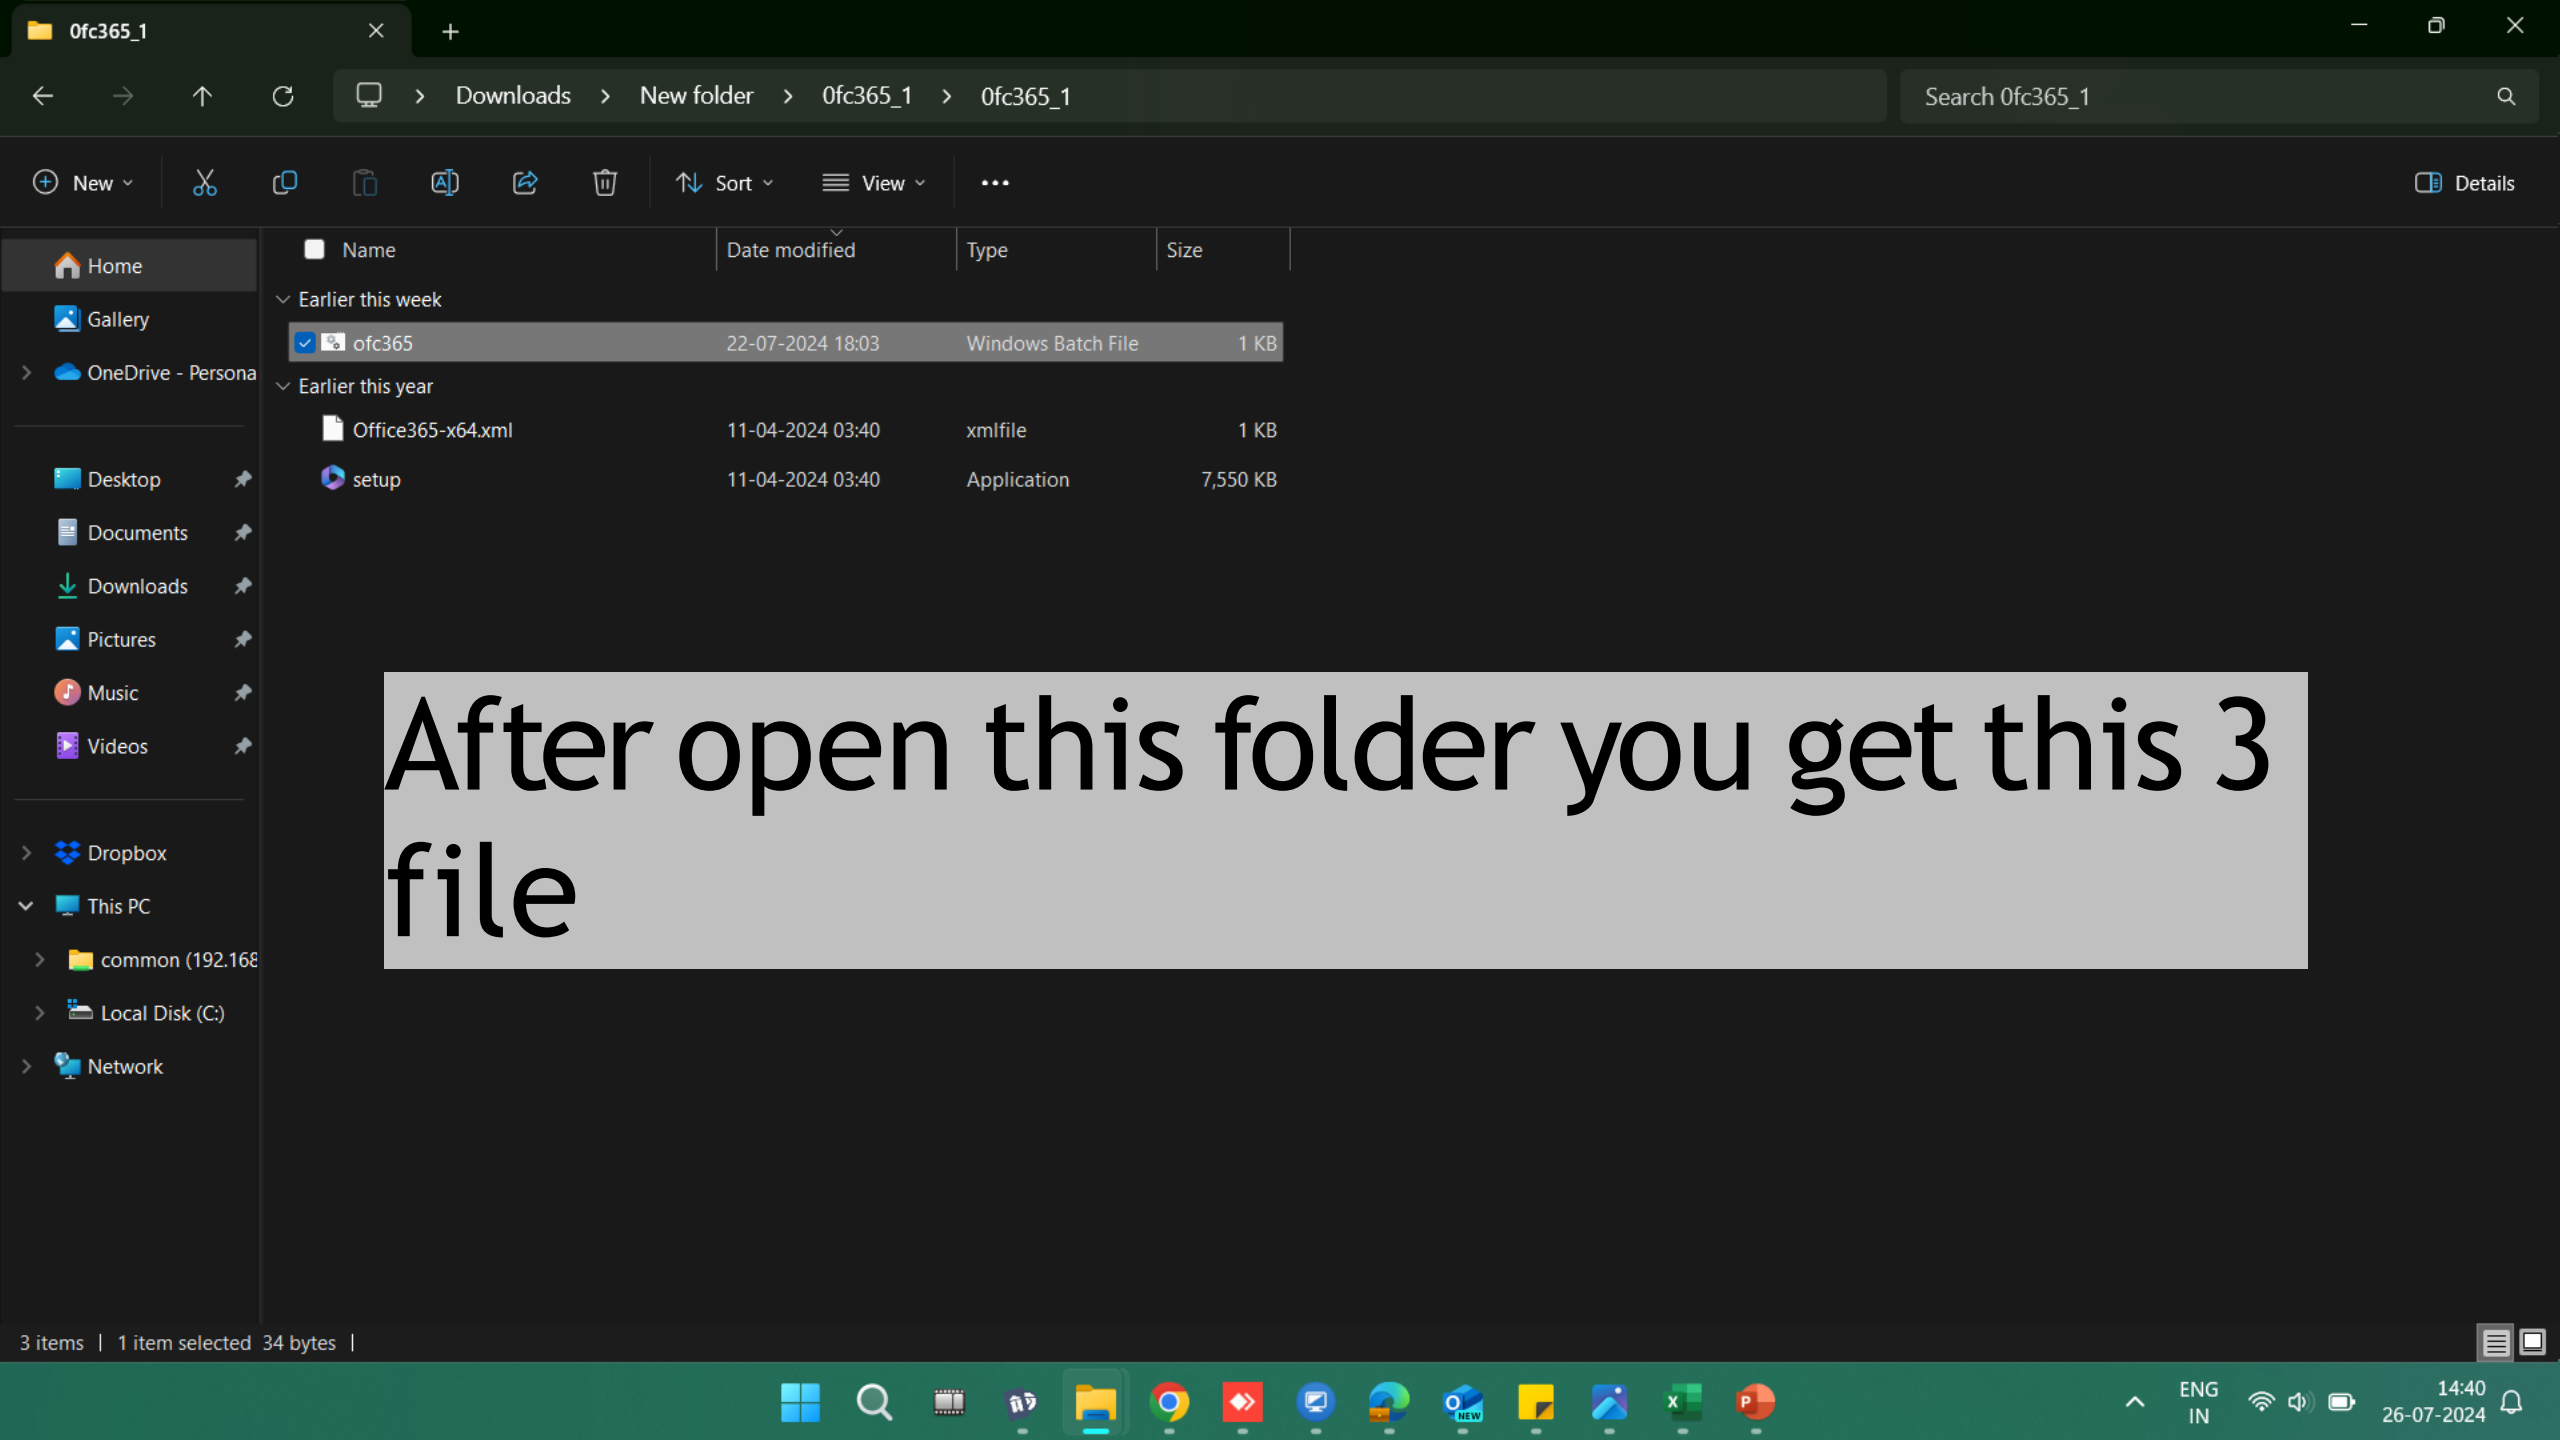 0fc365_1
Downloads > New folder > 0fc365_1 > 0fc365_1
Search 0fc365_1
New
Sort
View
Details
Name Date modified Type Size
Home
Gallery
OneDrive - Persona
Desktop
Documents
Downloads
Pictures
Music
Videos
Dropbox
This PC
common (192.168
Local Disk (C:)
Network
Earlier this week
ofc365 22-07-2024 18:03 Windows Batch File 1 KB
Earlier this year
Office365-x64.xml 11-04-2024 03:40 xmlfile 1 KB
setup 11-04-2024 03:40 Application 7,550 KB
After open this folder you get this 3
file
3 items | 1 item selected 34 bytes |
NEW
ENG
IN
14:40
26-07-2024